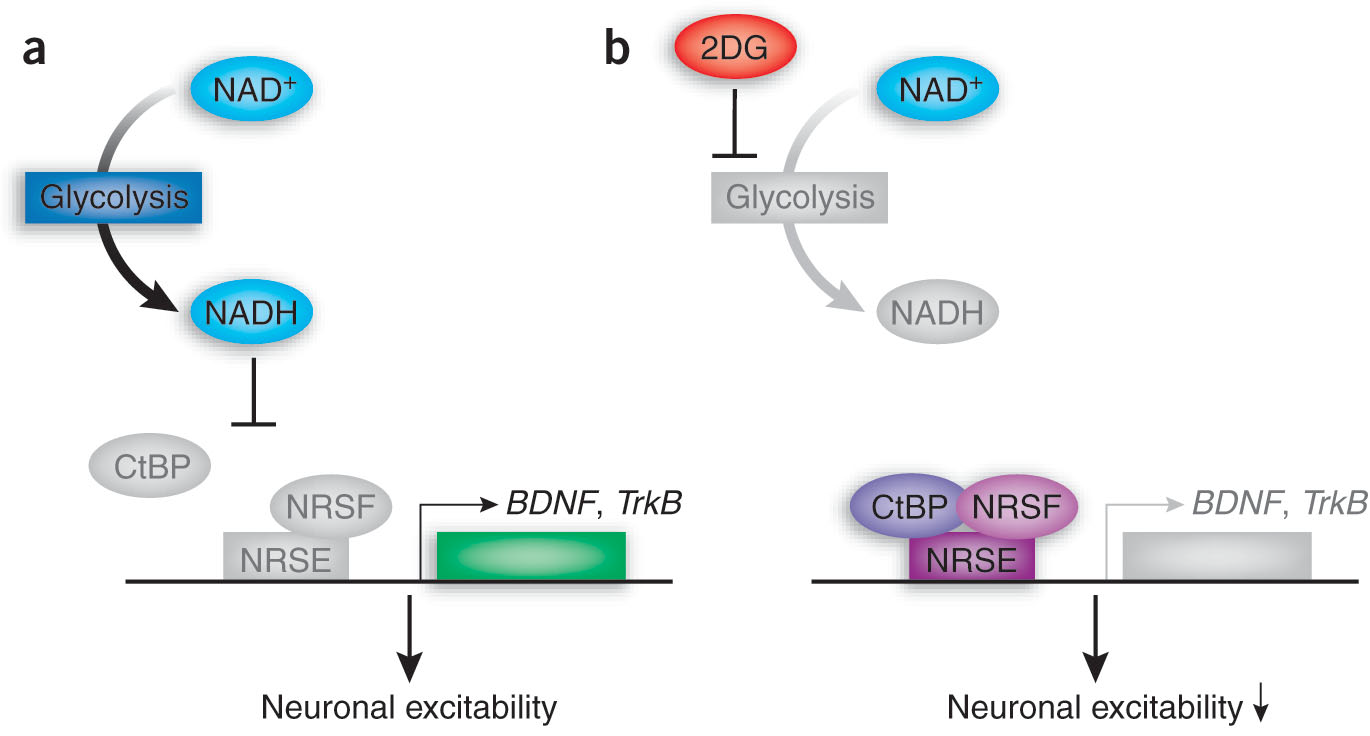 a
NAD⁺
Glycolysis
NADH
CtBP
NRSF
NRSE
BDNF, TrkB
Neuronal excitability
b
2DG
NAD⁺
Glycolysis
NADH
CtBP
NRSF
NRSE
BDNF, TrkB
Neuronal excitability ↓